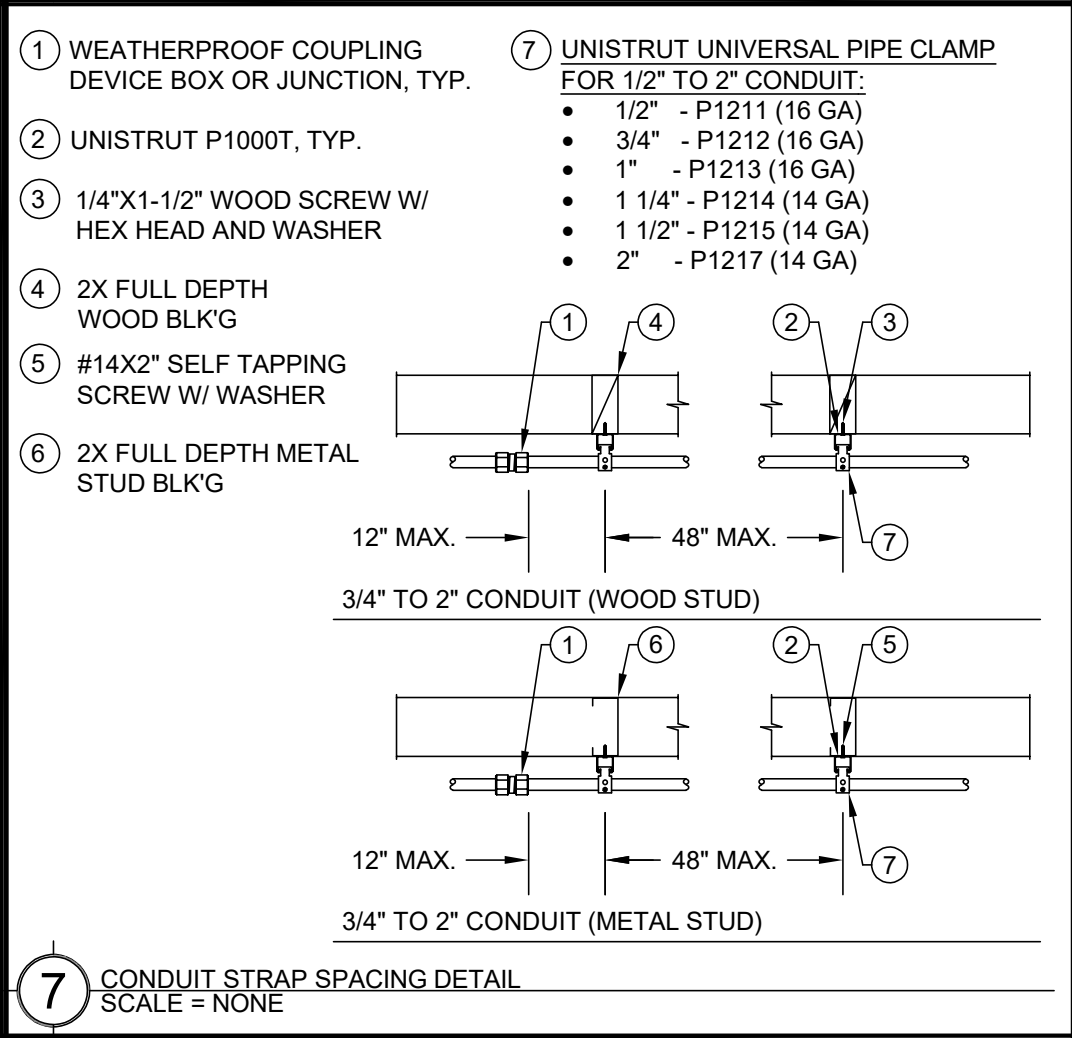 1 WEATHERPROOF COUPLING
DEVICE BOX OR JUNCTION, TYP.
2 UNISTRUT P1000T, TYP.
3 1/4"X1-1/2" WOOD SCREW W/
HEX HEAD AND WASHER
4 2X FULL DEPTH
WOOD BLK'G
5 #14X2" SELF TAPPING
SCREW W/ WASHER
6 2X FULL DEPTH METAL
STUD BLK'G
7 UNISTRUT UNIVERSAL PIPE CLAMP
FOR 1/2" TO 2" CONDUIT:
• 1/2" - P1211 (16 GA)
• 3/4" - P1212 (16 GA)
• 1" - P1213 (16 GA)
• 1 1/4" - P1214 (14 GA)
• 1 1/2" - P1215 (14 GA)
• 2" - P1217 (14 GA)
1 4 2 3
12" MAX. 48" MAX. 7
3/4" TO 2" CONDUIT (WOOD STUD)
1 6 2 5
12" MAX. 48" MAX. 7
3/4" TO 2" CONDUIT (METAL STUD)
7 CONDUIT STRAP SPACING DETAIL
SCALE = NONE